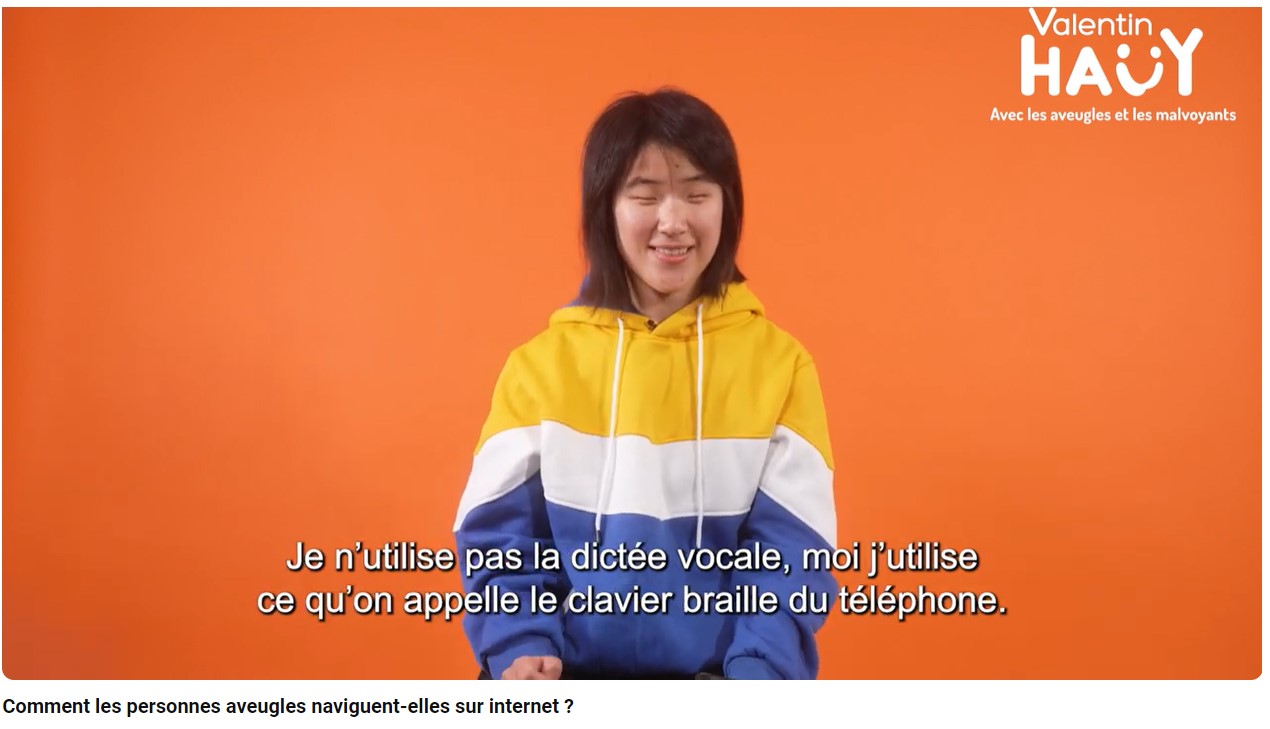 Valentin
HAÜY
Avec les aveugles et les malvoyants
Je n’utilise pas la dictée vocale, moi j’utilise
ce qu’on appelle le clavier braille du téléphone.
Comment les personnes aveugles naviguent-elles sur internet ?